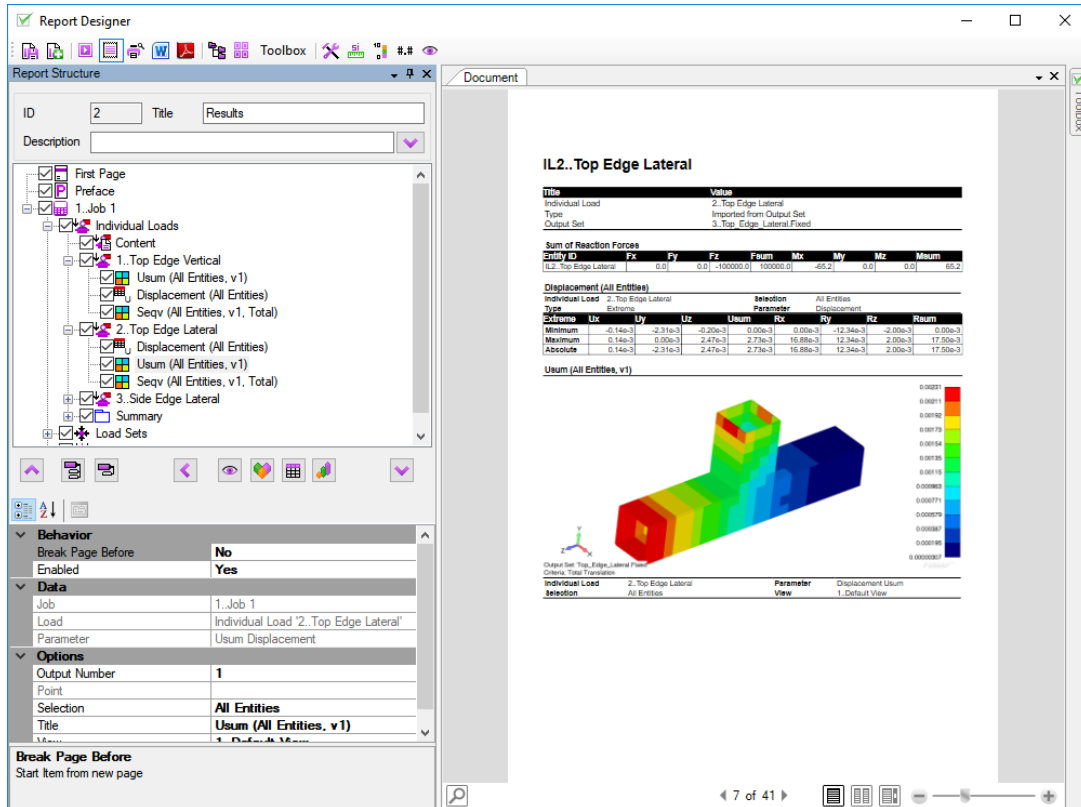 Report Designer
Toolbox
Report Structure
ID 2 Title Results
Description
First Page
Preface
1..Job 1
Individual Loads
Content
1..Top Edge Vertical
Usum (All Entities, v1)
Displacement (All Entities)
Seqv (All Entities, v1, Total)
2..Top Edge Lateral
Displacement (All Entities)
Usum (All Entities, v1)
Seqv (All Entities, v1, Total)
3..Side Edge Lateral
Summary
Load Sets
Behavior
Break Page Before No
Enabled Yes
Data
Job 1..Job 1
Load Individual Load '2..Top Edge Lateral'
Parameter Usum Displacement
Options
Output Number 1
Point
Selection All Entities
Title Usum (All Entities, v1)
View 1..Default View
Break Page Before
Start Item from new page
Document
Toolbox
IL2..Top Edge Lateral
Title Value
Individual Load 2..Top Edge Lateral
Type Imported from Output Set
Output Set 3..Top_Edge_Lateral.Fixed
Sum of Reaction Forces
Entity ID Fx Fy Fz Fsum Mx My Mz Msum
IL2..Top Edge Lateral 0.0 0.0 -100000.0 100000.0 -65.2 0.0 0.0 65.2
Displacement (All Entities)
Individual Load 2..Top Edge Lateral Selection All Entities
Type Extreme Parameter Displacement
Extreme Ux Uy Uz Usum Rx Ry Rz Rsum
Minimum -0.14e-3 -2.31e-3 -0.20e-3 0.00e-3 0.00e-3 -12.34e-3 -2.00e-3 0.00e-3
Maximum 0.14e-3 0.00e-3 2.47e-3 2.73e-3 16.88e-3 12.34e-3 2.00e-3 17.50e-3
Absolute 0.14e-3 -2.31e-3 2.47e-3 2.73e-3 16.88e-3 12.34e-3 2.00e-3 17.50e-3
Usum (All Entities, v1)
0.00231
0.00211
0.00192
0.00173
0.00154
0.00135
0.00115
0.000963
0.000771
0.000579
0.000387
0.000195
0.00000307
Y
Z
X
Output Set: Top_Edge_Lateral Fixed
Criteria: Total Translation
Individual Load 2..Top Edge Lateral Parameter Displacement Usum
Selection All Entities View 1..Default View
7 of 41